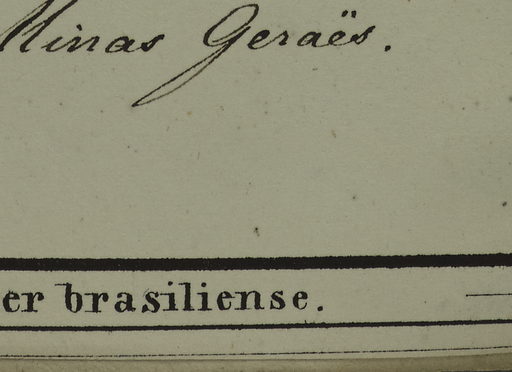 Minas Geraës.
er brasiliense.